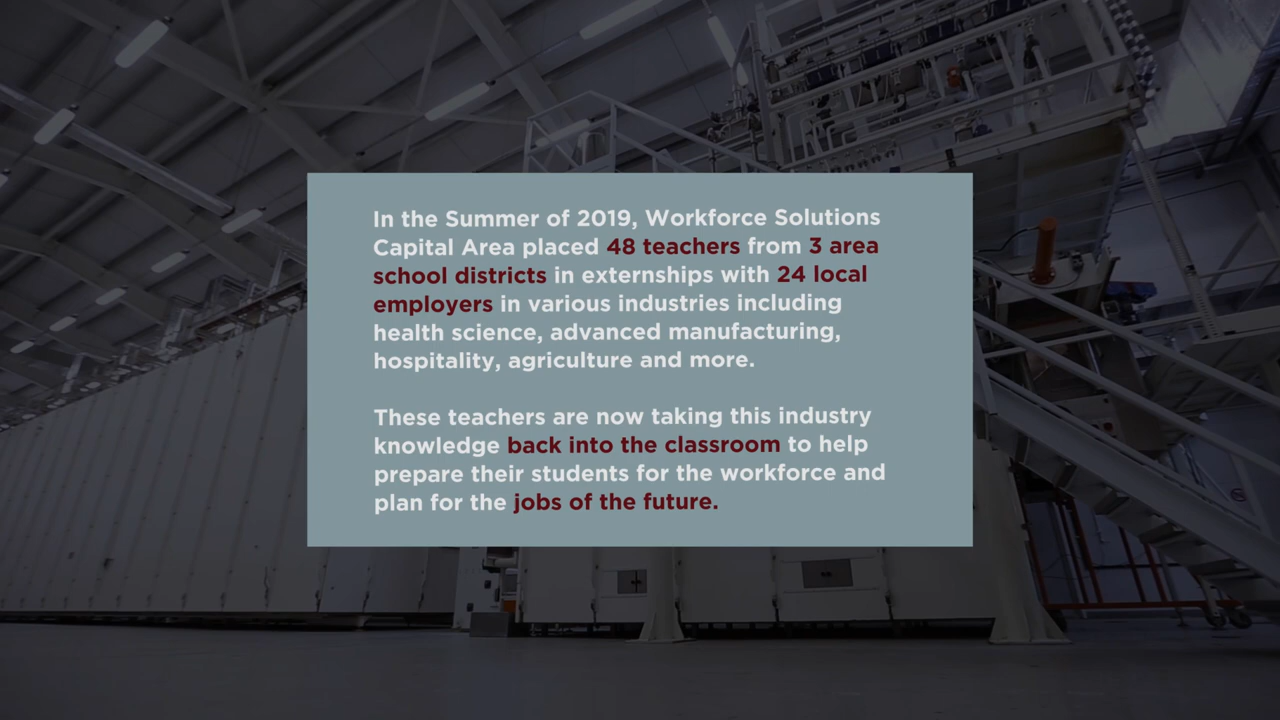 In the Summer of 2019, Workforce Solutions
Capital Area placed 48 teachers from 3 area
school districts in externships with 24 local
employers in various industries including
health science, advanced manufacturing,
hospitality, agriculture and more.
These teachers are now taking this industry
knowledge back into the classroom to help
prepare their students for the workforce and
plan for the jobs of the future.